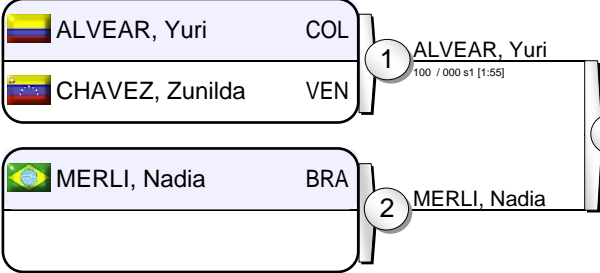 ALVEAR, Yuri COL
CHAVEZ, Zunilda VEN
1
ALVEAR, Yuri
100 / 000 s1 [1:55]
MERLI, Nadia BRA
2
MERLI, Nadia